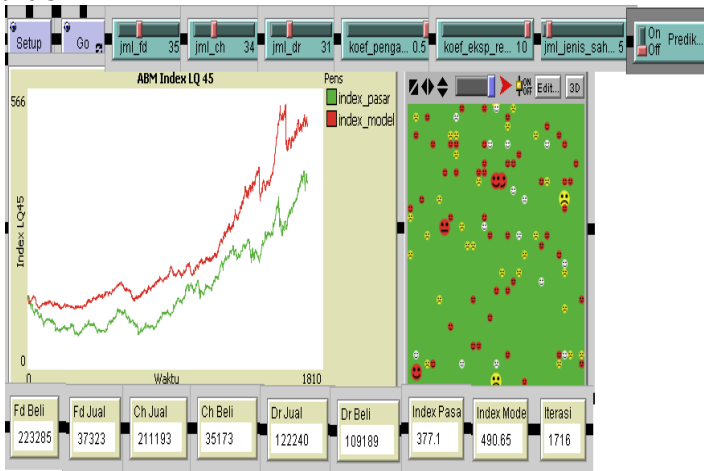 Setup
Go
jml_fd 35
jml_ch 34
jml_dr 31
koef_penga... 0.5
koef_eksp_re... 10
jml_jenis_sah... 5
On
Off
Predik...
ABM Index LQ 45
Pens
566
index_pasar
index_model
Index LQ45
0
0
Waktu
1810
ON
OFF
Edit...
3D
Fd Beli
223285
Fd Jual
37323
Ch Jual
211193
Ch Beli
35173
Dr Jual
122240
Dr Beli
109189
Index Pasa
377.1
Index Mode
490.65
Iterasi
1716